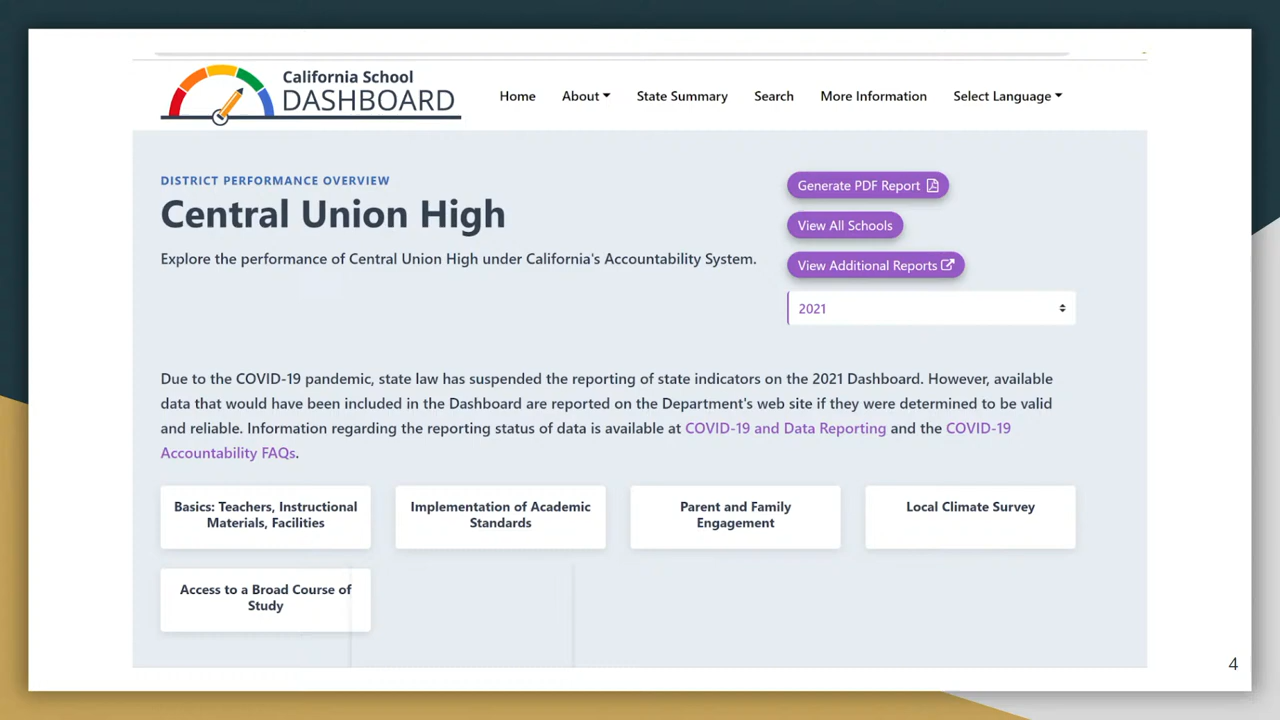 California School
DASHBOARD
Home About State Summary Search More Information Select Language
DISTRICT PERFORMANCE OVERVIEW
Central Union High
Explore the performance of Central Union High under California's Accountability System.
Generate PDF Report
View All Schools
View Additional Reports
2021
Due to the COVID-19 pandemic, state law has suspended the reporting of state indicators on the 2021 Dashboard. However, available
data that would have been included in the Dashboard are reported on the Department's web site if they were determined to be valid
and reliable. Information regarding the reporting status of data is available at COVID-19 and Data Reporting and the COVID-19
Accountability FAQs.
Basics: Teachers, Instructional
Materials, Facilities
Implementation of Academic
Standards
Parent and Family
Engagement
Local Climate Survey
Access to a Broad Course of
Study
4